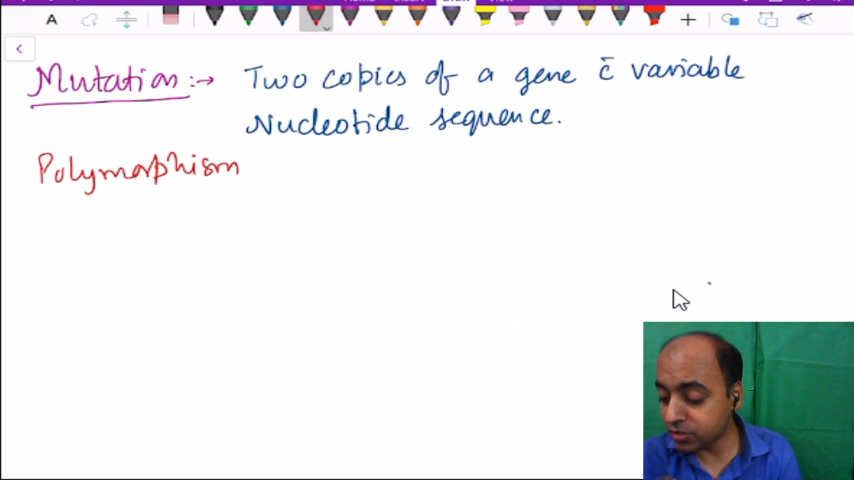 A
Mutation :→ Two copies of a gene c̄ variable
Nucleotide sequence.
Polymorphism